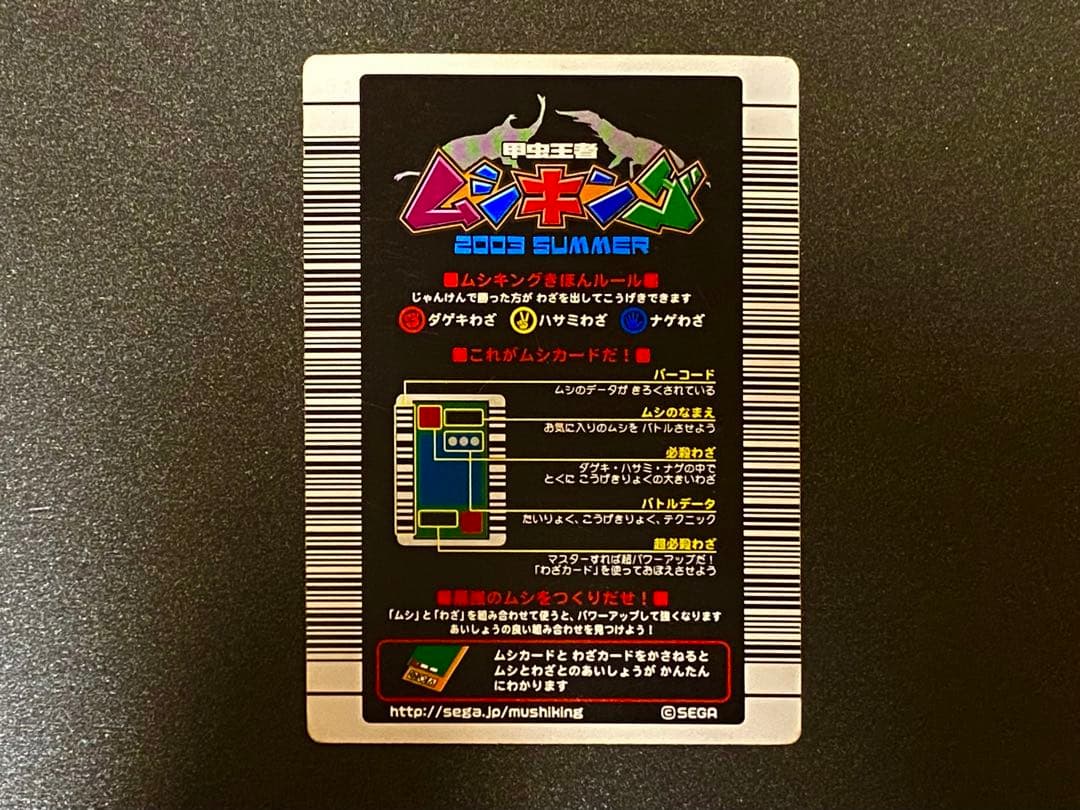 甲虫王者
ムシキング
2003 SUMMER
■ムシキングきほんルール■
じゃんけんで勝った方が わざを出してこうげきできます
ダゲキわざ ハサミわざ ナゲわざ
■これがムシカードだ!■
バーコード
ムシのデータが きろくされている
ムシのなまえ
お気に入りのムシを バトルさせよう
必殺わざ
ダゲキ・ハサミ・ナゲの中で
とくに こうげきりょくの大きいわざ
バトルデータ
たいりょく、こうげきりょく、テクニック
超必殺わざ
マスターすれば超パワーアップだ!
「わざカード」を使っておぼえさせよう
のムシをつくりだせ!■
「ムシ」と「わざ」を組み合わせて使うと、パワーアップして強くなります
あいしょうの良い組み合わせを見つけよう!
ムシカードと わざカードをかさねると
ムシとわざとのあいしょうが かんたん
にわかります
http://sega.jp/mushiking ©SEGA